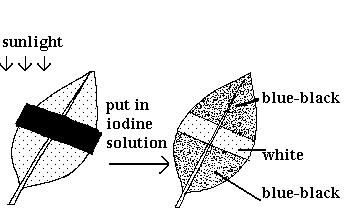 sunlight
put in
iodine
solution
blue-black
white
blue-black